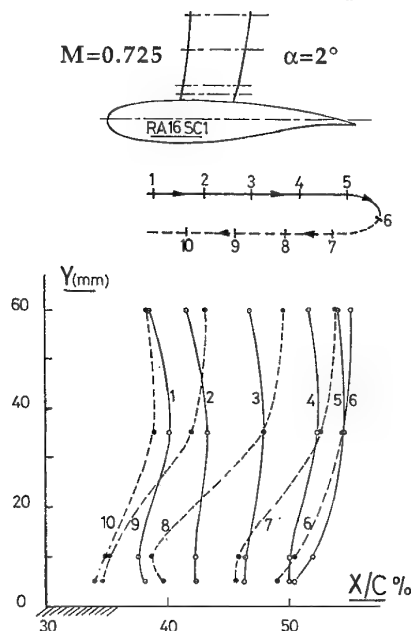 M=0.725
α=2°
RA16SC1
1 2 3 4 5
6
10 9 8 7
Y(mm)
60
40
20
10
0
1 2 3 4 5 6
10 9 8 7 6
X/C %
30 40 50